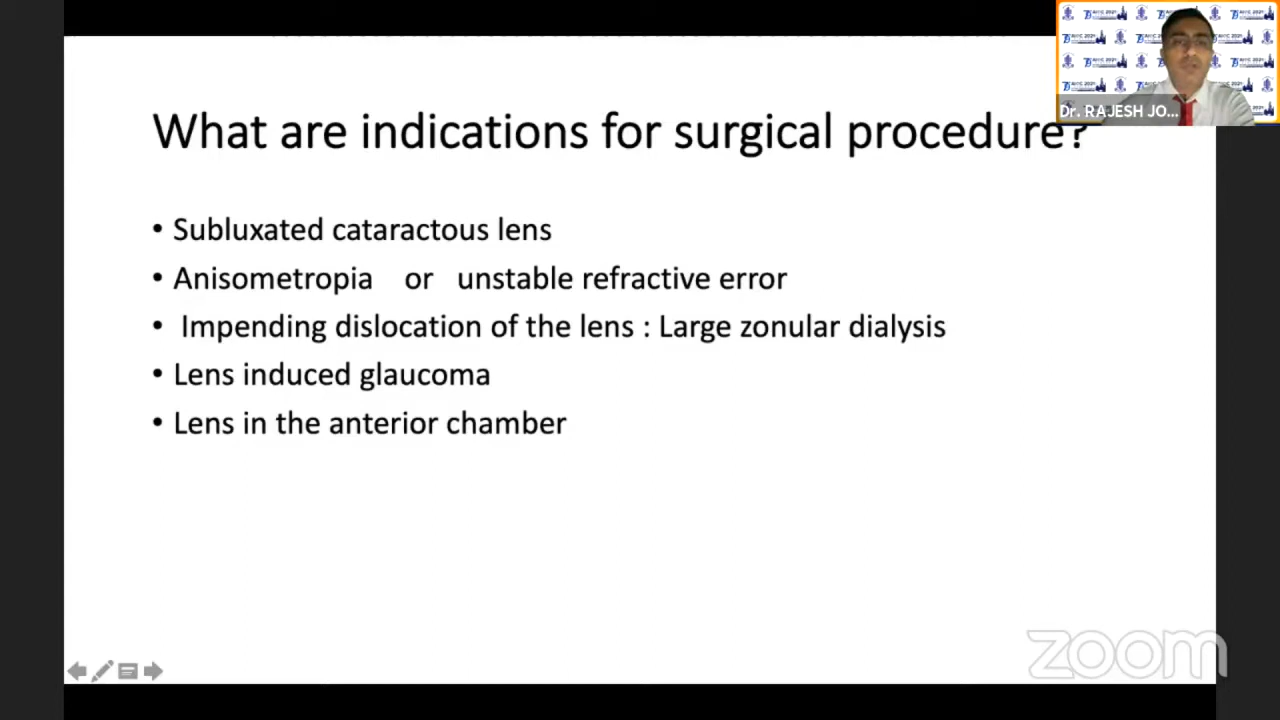 What are indications for surgical procedure?
• Subluxated cataractous lens
• Anisometropia or unstable refractive error
• Impending dislocation of the lens : Large zonular dialysis
• Lens induced glaucoma
• Lens in the anterior chamber
Dr. RAJESH JO...
zoom